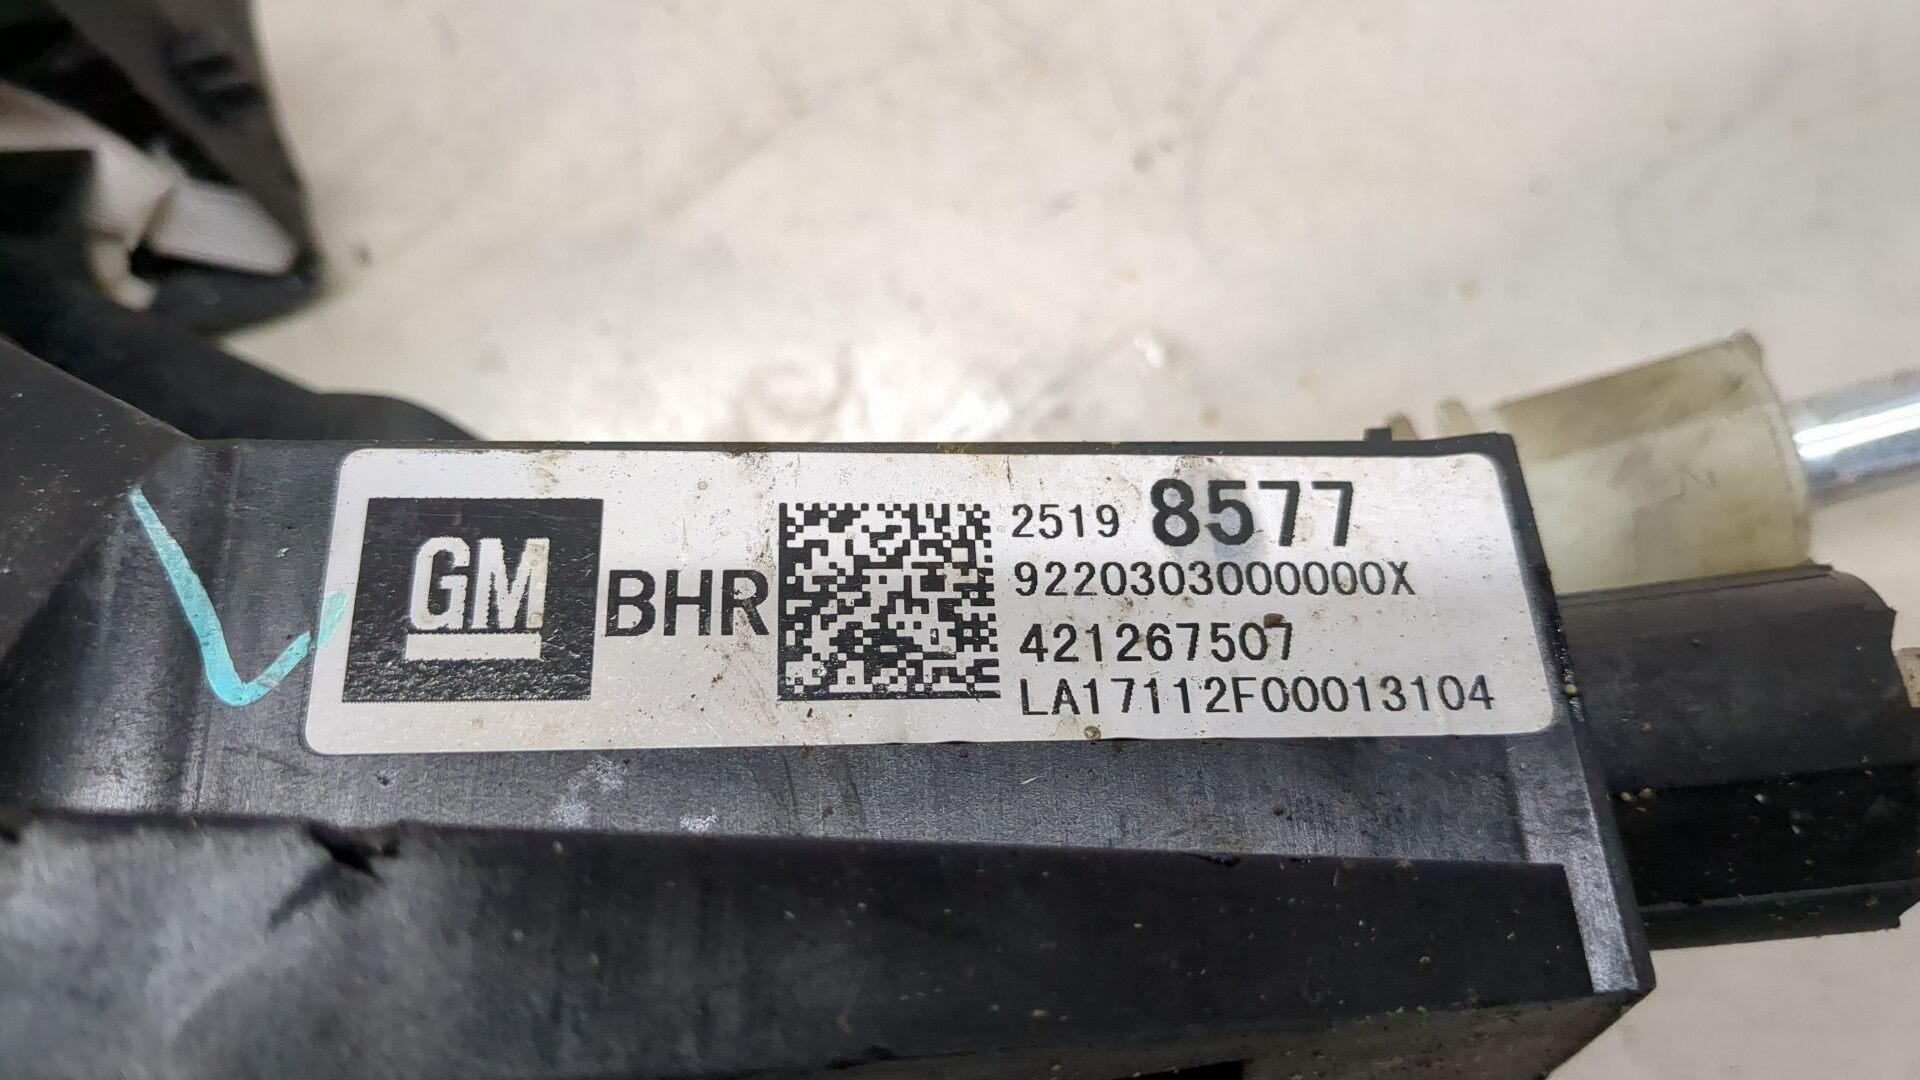 GM
BHR
2519 8577
9220303000000X
421267507
LA17112F00013104